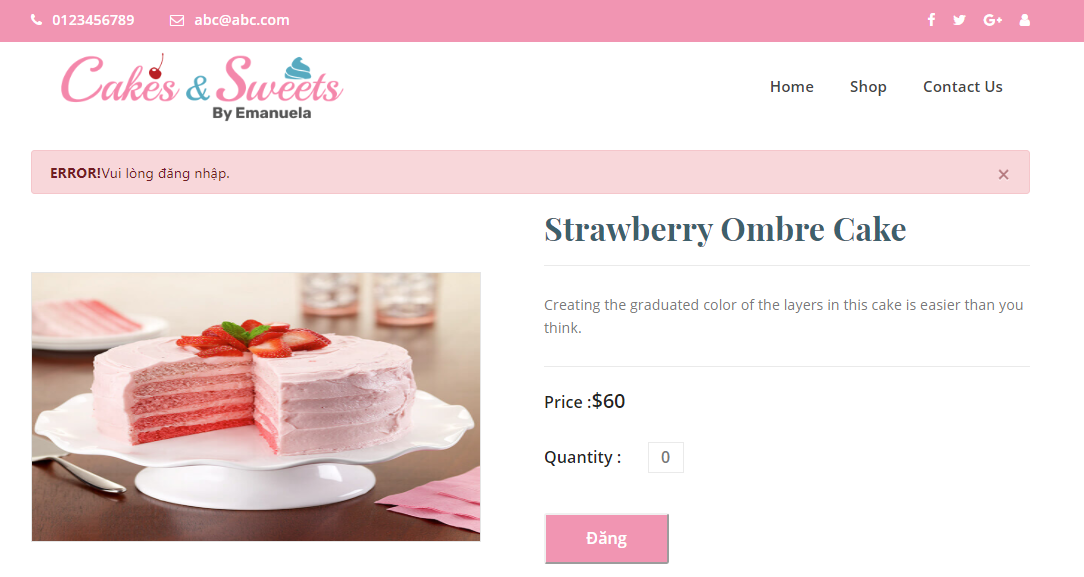 0123456789
abc@abc.com
G+
Cakes & Sweets
By Emanuela
Home
Shop
Contact Us
ERROR!Vui lòng đăng nhập.
×
Strawberry Ombre Cake
Creating the graduated color of the layers in this cake is easier than you
think.
Price :$60
Quantity : 0
Đăng